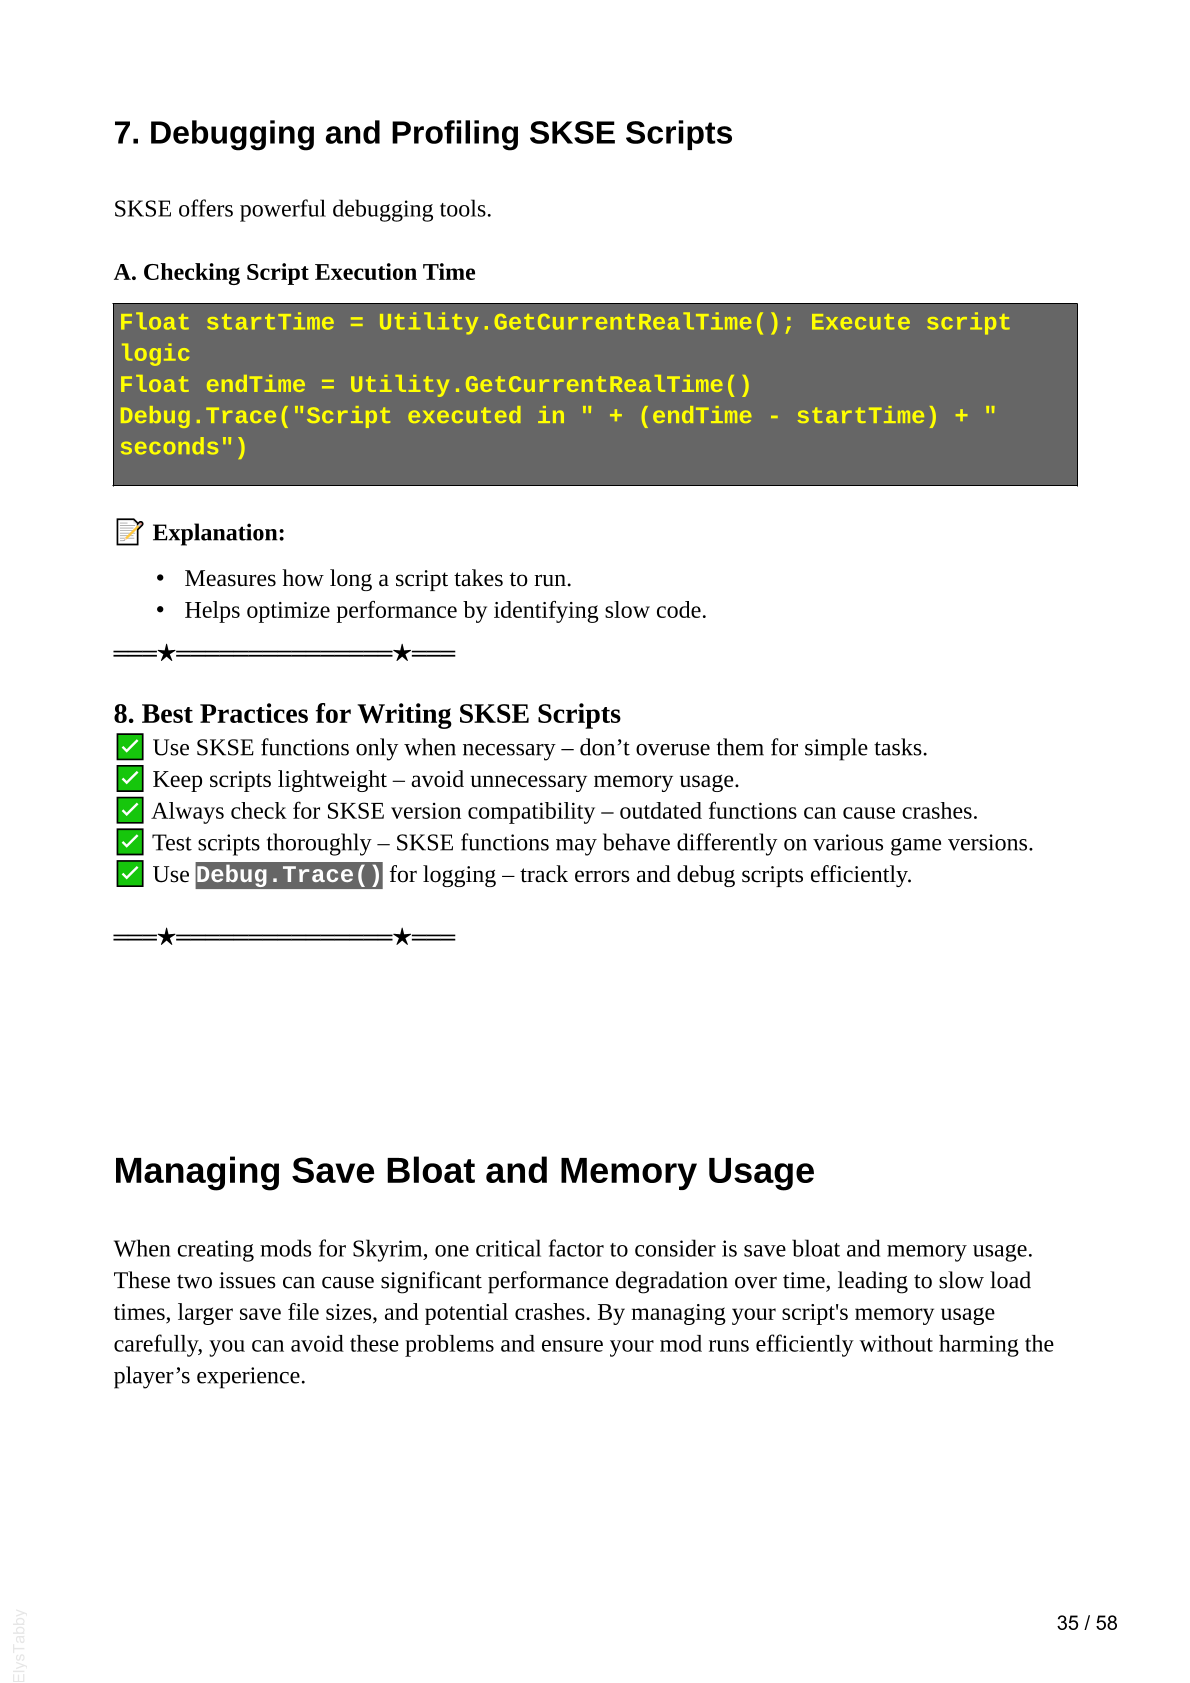 7. Debugging and Profiling SKSE Scripts
SKSE offers powerful debugging tools.
A. Checking Script Execution Time
Float startTime = Utility.GetCurrentRealTime(); Execute script
logic
Float endTime = Utility.GetCurrentRealTime()
Debug.Trace("Script executed in " + (endTime - startTime) + "
seconds")
📝 Explanation:
• Measures how long a script takes to run.
• Helps optimize performance by identifying slow code.
═══★═══════════════★═══
8. Best Practices for Writing SKSE Scripts
✅ Use SKSE functions only when necessary – don’t overuse them for simple tasks.
✅ Keep scripts lightweight – avoid unnecessary memory usage.
✅ Always check for SKSE version compatibility – outdated functions can cause crashes.
✅ Test scripts thoroughly – SKSE functions may behave differently on various game versions.
✅ Use Debug.Trace() for logging – track errors and debug scripts efficiently.
═══★═══════════════★═══
Managing Save Bloat and Memory Usage
When creating mods for Skyrim, one critical factor to consider is save bloat and memory usage.
These two issues can cause significant performance degradation over time, leading to slow load
times, larger save file sizes, and potential crashes. By managing your script's memory usage
carefully, you can avoid these problems and ensure your mod runs efficiently without harming the
player’s experience.
35 / 58
ElysTabby